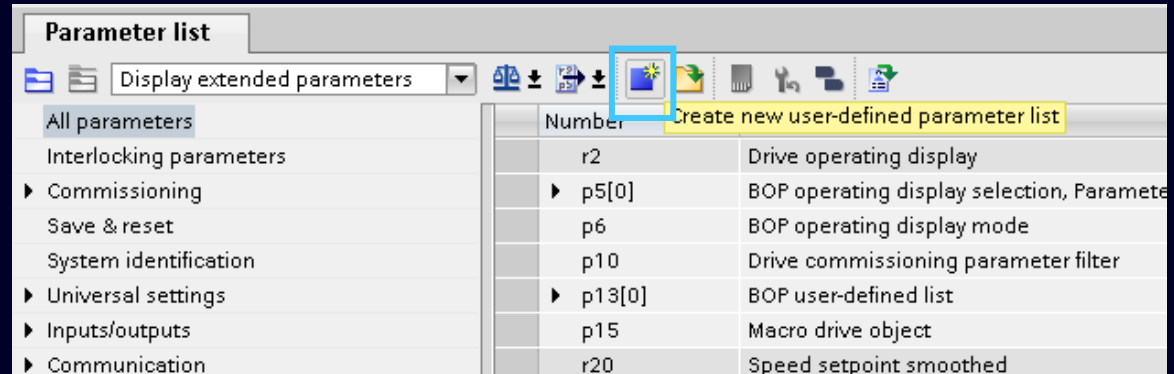 Parameter list
Display extended parameters
Create new user-defined parameter list
All parameters
Interlocking parameters
Commissioning
Save & reset
System identification
Universal settings
Inputs/outputs
Communication
Number
r2 Drive operating display
p5[0] BOP operating display selection, Paramete
p6 BOP operating display mode
p10 Drive commissioning parameter filter
p13[0] BOP user-defined list
p15 Macro drive object
r20 Speed setpoint smoothed